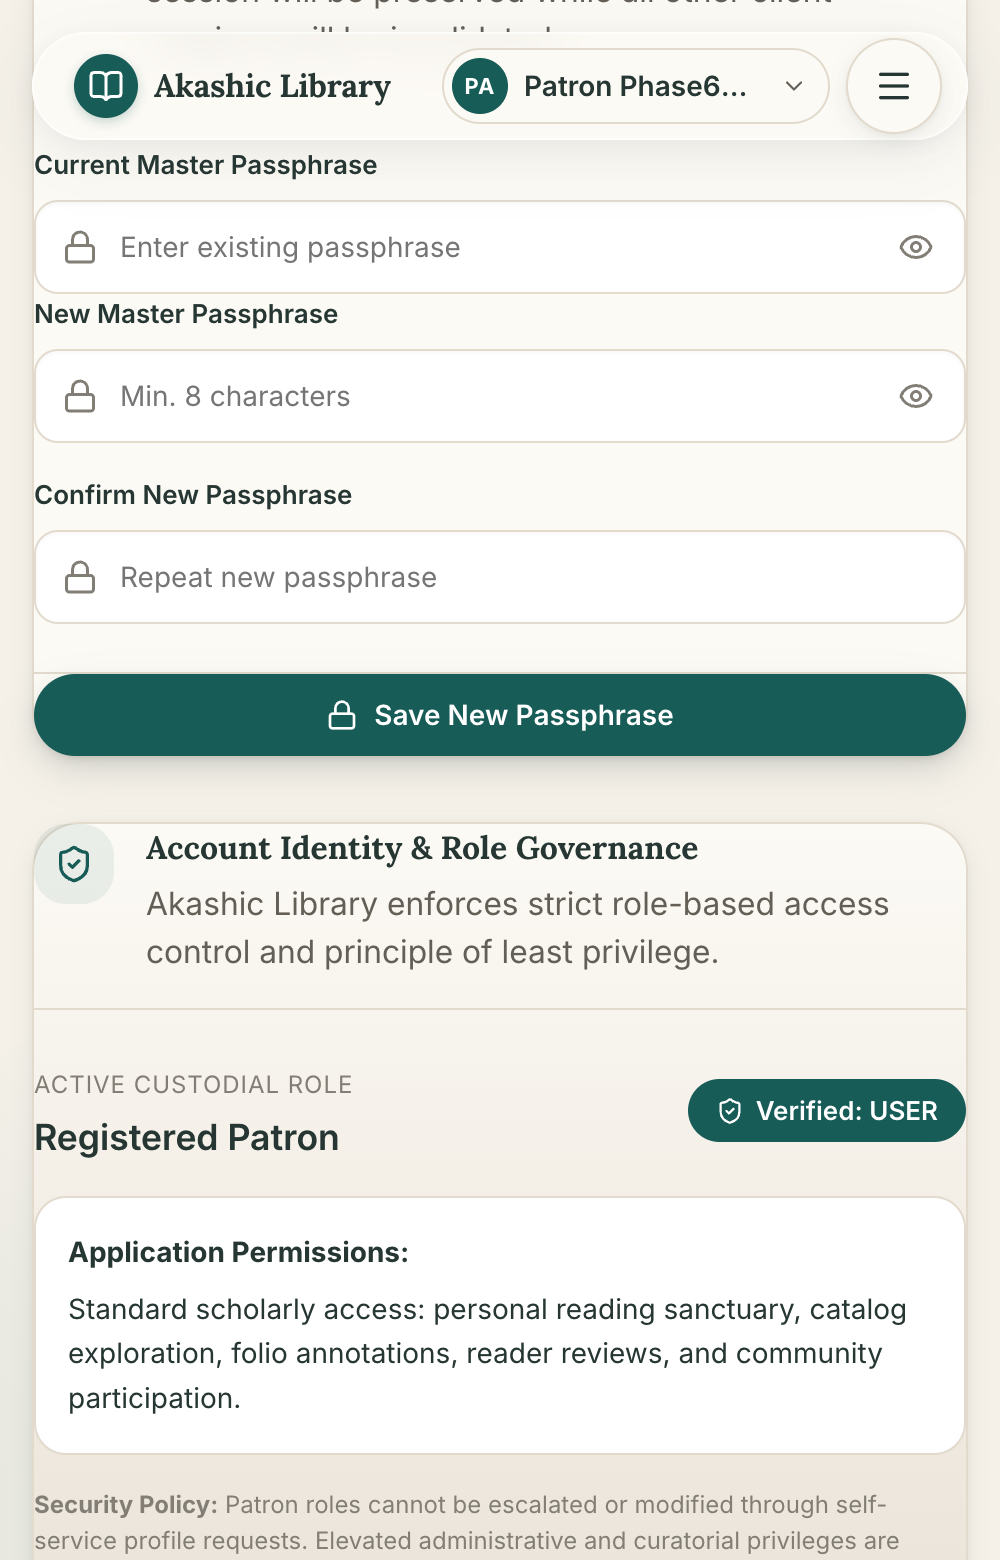 Akashic Library
PA
Patron Phase6...
Current Master Passphrase
Enter existing passphrase
New Master Passphrase
Min. 8 characters
Confirm New Passphrase
Repeat new passphrase
Save New Passphrase
Account Identity & Role Governance
Akashic Library enforces strict role-based access
control and principle of least privilege.
ACTIVE CUSTODIAL ROLE
Registered Patron
Verified: USER
Application Permissions:
Standard scholarly access: personal reading sanctuary, catalog
exploration, folio annotations, reader reviews, and community
participation.
Security Policy: Patron roles cannot be escalated or modified through self-
service profile requests. Elevated administrative and curatorial privileges are